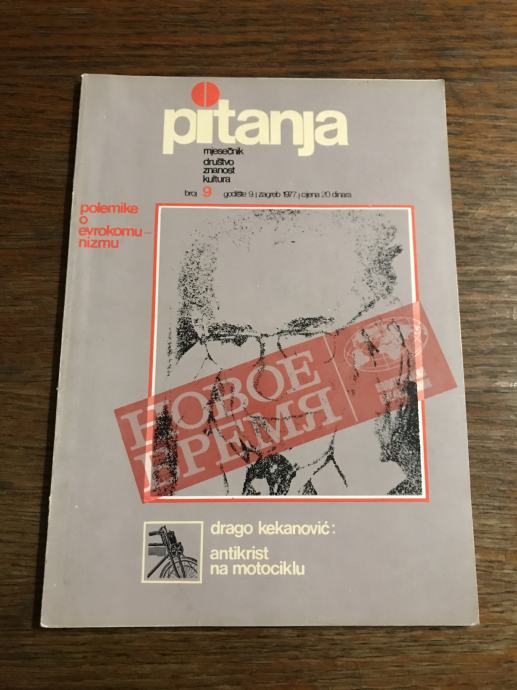 pitanja
mjesečnik
društvo
znanost
kultura
broj 9 godište 9. | zagreb 1977. | cijena 20 dinara
polemike
o
evrokomu-
nizmu
НОВОЕ
ВРЕМЯ
drago kekanović:
antikrist
na motociklu